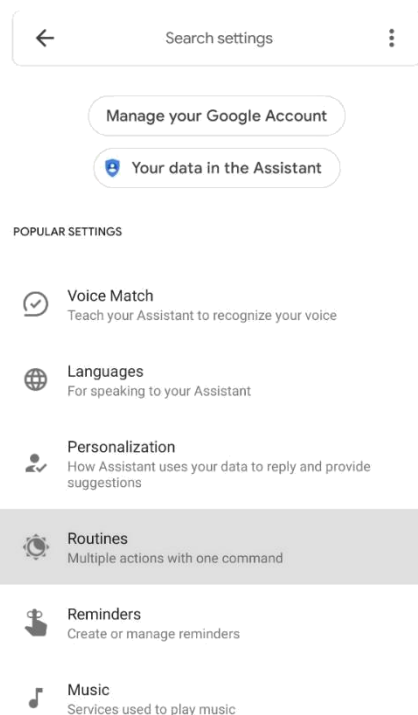 Search settings
Manage your Google Account
Your data in the Assistant
POPULAR SETTINGS
Voice Match
Teach your Assistant to recognize your voice
Languages
For speaking to your Assistant
Personalization
How Assistant uses your data to reply and provide
suggestions
Routines
Multiple actions with one command
Reminders
Create or manage reminders
Music
Services used to play music